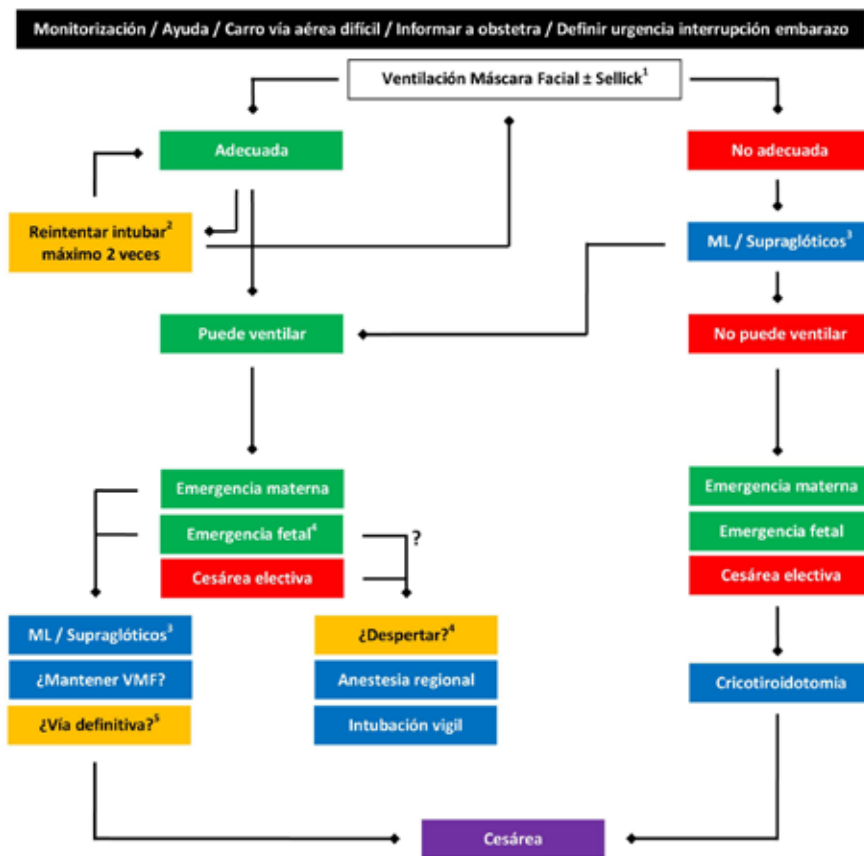 Monitorización / Ayuda / Carro vía aérea difícil / Informar a obstetra / Definir urgencia interrupción embarazo
Ventilación Máscara Facial ± Sellick¹
Adecuada
No adecuada
Reintentar intubar²
máximo 2 veces
ML / Supraglóticos³
Puede ventilar
No puede ventilar
Emergencia materna
Emergencia fetal⁴
?
Cesárea electiva
Emergencia materna
Emergencia fetal
Cesárea electiva
ML / Supraglóticos³
¿Mantener VMF?
¿Vía definitiva?⁵
¿Despertar?⁴
Anestesia regional
Intubación vigil
Cricotiroidotomia
Cesárea